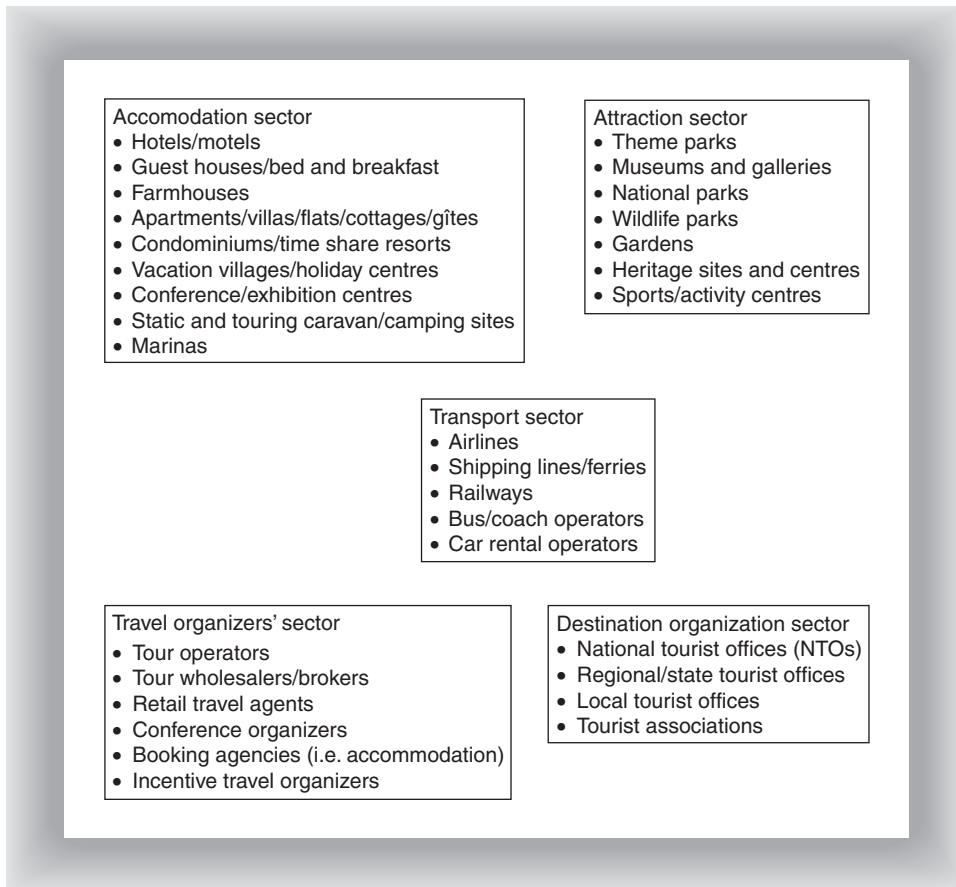 Accomodation sector
• Hotels/motels
• Guest houses/bed and breakfast
• Farmhouses
• Apartments/villas/flats/cottages/gîtes
• Condominiums/time share resorts
• Vacation villages/holiday centres
• Conference/exhibition centres
• Static and touring caravan/camping sites
• Marinas
Attraction sector
• Theme parks
• Museums and galleries
• National parks
• Wildlife parks
• Gardens
• Heritage sites and centres
• Sports/activity centres
Transport sector
• Airlines
• Shipping lines/ferries
• Railways
• Bus/coach operators
• Car rental operators
Travel organizers’ sector
• Tour operators
• Tour wholesalers/brokers
• Retail travel agents
• Conference organizers
• Booking agencies (i.e. accommodation)
• Incentive travel organizers
Destination organization sector
• National tourist offices (NTOs)
• Regional/state tourist offices
• Local tourist offices
• Tourist associations